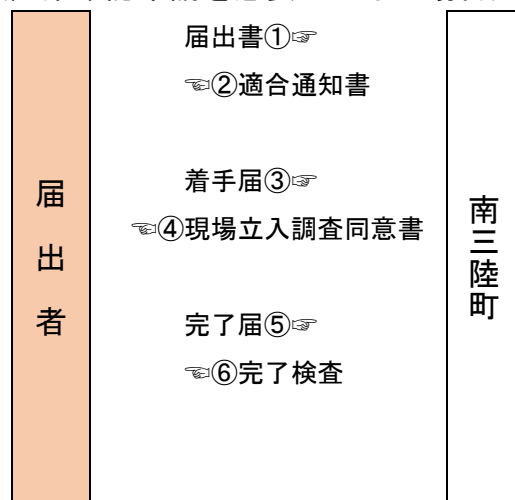 届出者
届出書①☞
☜②適合通知書
着手届③☞
☜④現場立入調査同意書
完了届⑤☞
☜⑥完了検査
南三陸町